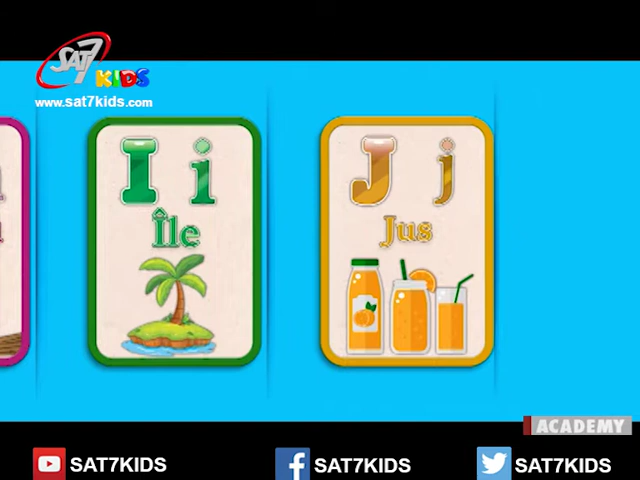 SAT7 KIDS
www.sat7kids.com
I i
Île
J j
Jus
ACADEMY
SAT7KIDS
SAT7KIDS
SAT7KIDS